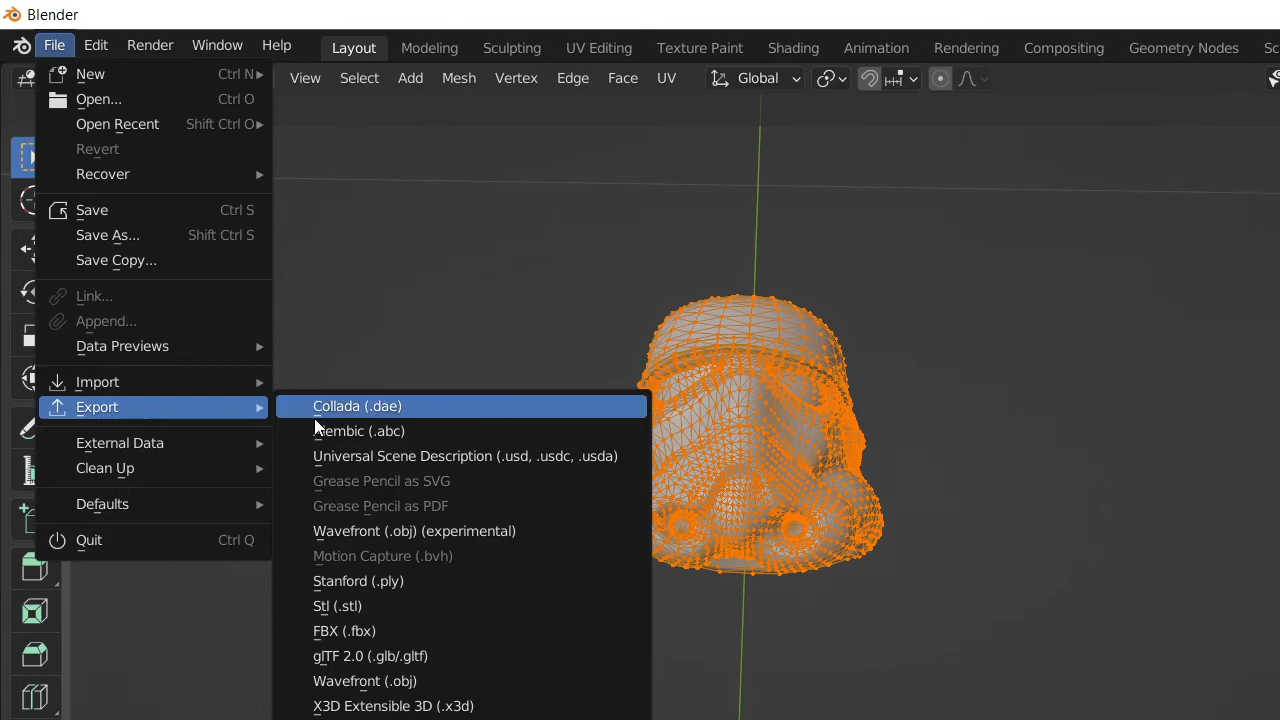 Blender
File Edit Render Window Help Layout Modeling Sculpting UV Editing Texture Paint Shading Animation Rendering Compositing Geometry Nodes Sc
View Select Add Mesh Vertex Edge Face UV Global
New Ctrl N
Open... Ctrl O
Open Recent Shift Ctrl O
Revert
Recover
Save Ctrl S
Save As... Shift Ctrl S
Save Copy...
Link...
Append...
Data Previews
Import
Export
External Data
Clean Up
Defaults
Quit Ctrl Q
Collada (.dae)
Alembic (.abc)
Universal Scene Description (.usd, .usdc, .usda)
Grease Pencil as SVG
Grease Pencil as PDF
Wavefront (.obj) (experimental)
Motion Capture (.bvh)
Stanford (.ply)
Stl (.stl)
FBX (.fbx)
glTF 2.0 (.glb/.gltf)
Wavefront (.obj)
X3D Extensible 3D (.x3d)